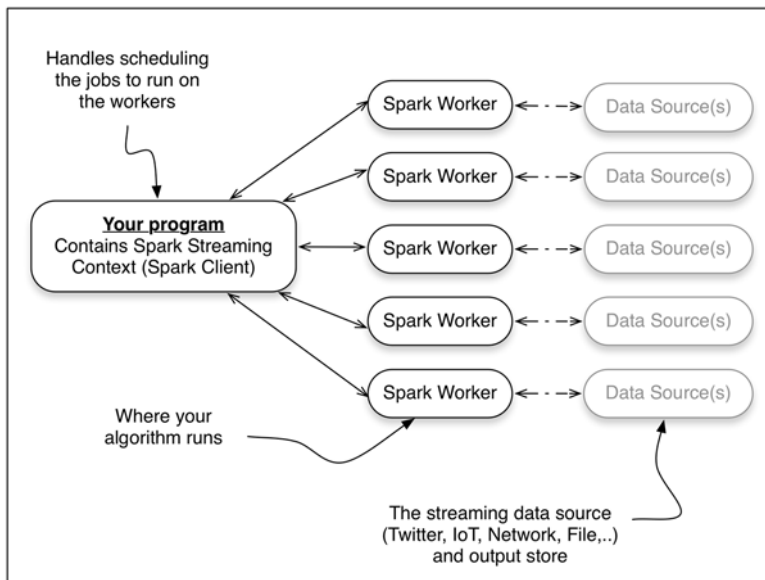 Handles scheduling
the jobs to run on
the workers
Spark Worker
Data Source(s)
Spark Worker
Data Source(s)
Your program
Contains Spark Streaming
Context (Spark Client)
Spark Worker
Data Source(s)
Spark Worker
Data Source(s)
Spark Worker
Data Source(s)
Where your
algorithm runs
The streaming data source
(Twitter, IoT, Network, File,..)
and output store